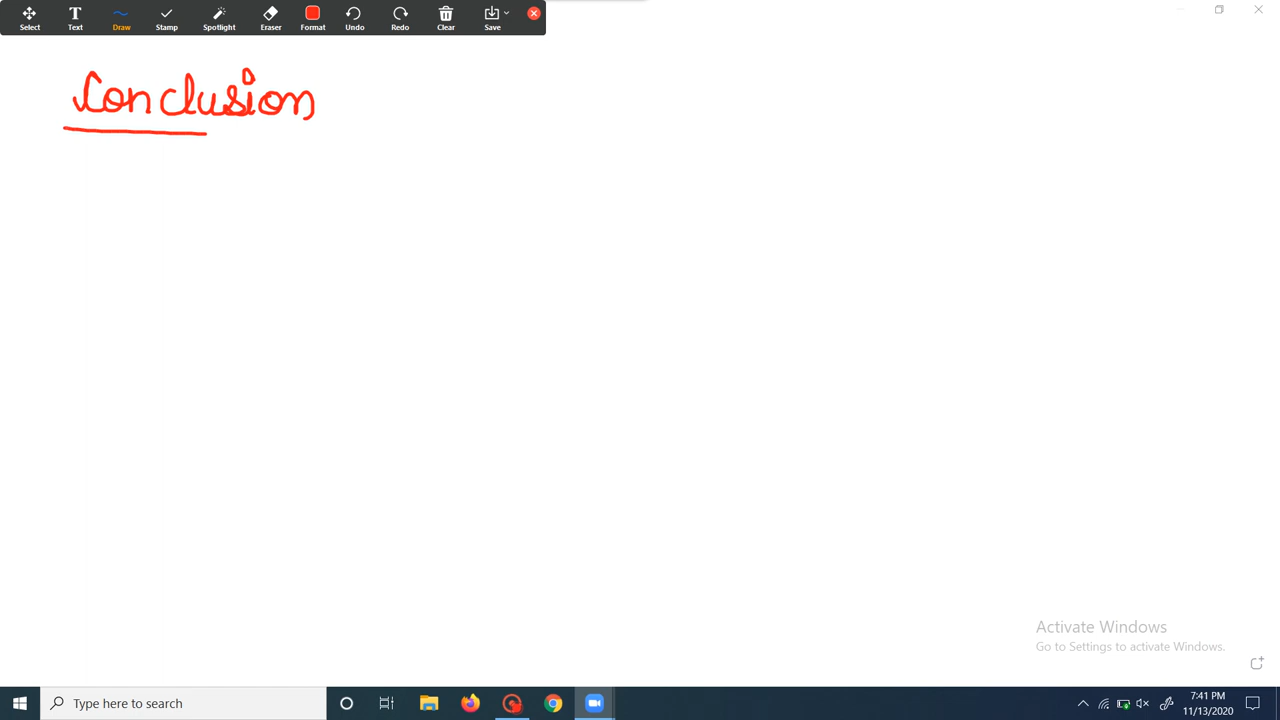 Select Text Draw Stamp Spotlight Eraser Format Undo Redo Clear Save
Conclusion
Activate Windows
Go to Settings to activate Windows.
Type here to search
7:41 PM
11/13/2020